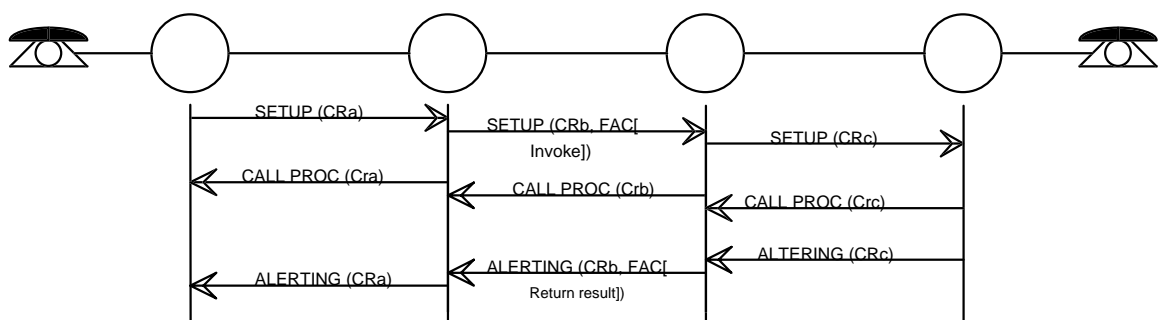 SETUP (CRa)
SETUP (CRb, FAC[
Invoke])
SETUP (CRc)
CALL PROC (Cra)
CALL PROC (Crb)
CALL PROC (Crc)
ALTERING (CRc)
ALERTING (CRb, FAC[
Return result])
ALERTING (CRa)